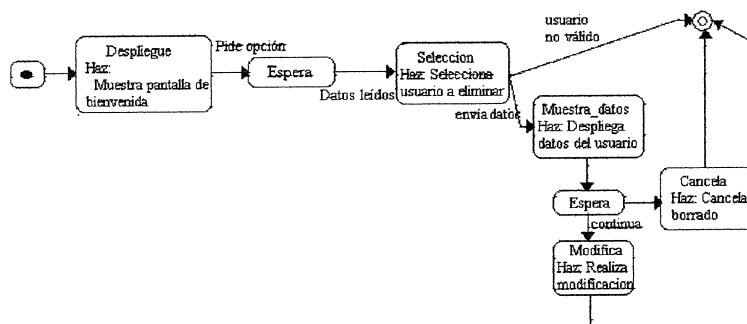 Despliegue
Haz:
Muestra pantalla de
bienvenida
Pide opción
Espera
Datos leídos
Seleccion
Haz: Selecciona
usuario a eliminar
usuario
no válido
envía datos
Muestra_datos
Haz: Despliega
datos del usuario
Espera
continua
Cancela
Haz: Cancela
borrado
Modifica
Haz: Realiza
modificacion